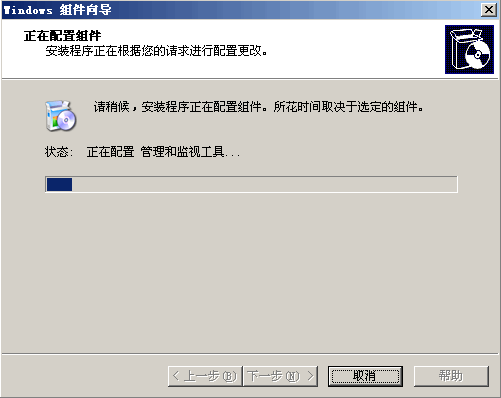 Windows 组件向导
正在配置组件
安装程序正在根据您的请求进行配置更改。
请稍候，安装程序正在配置组件。所花时间取决于选定的组件。
状态: 正在配置 管理和监视工具...
< 上一步(B) 下一步(N) > 取消 帮助